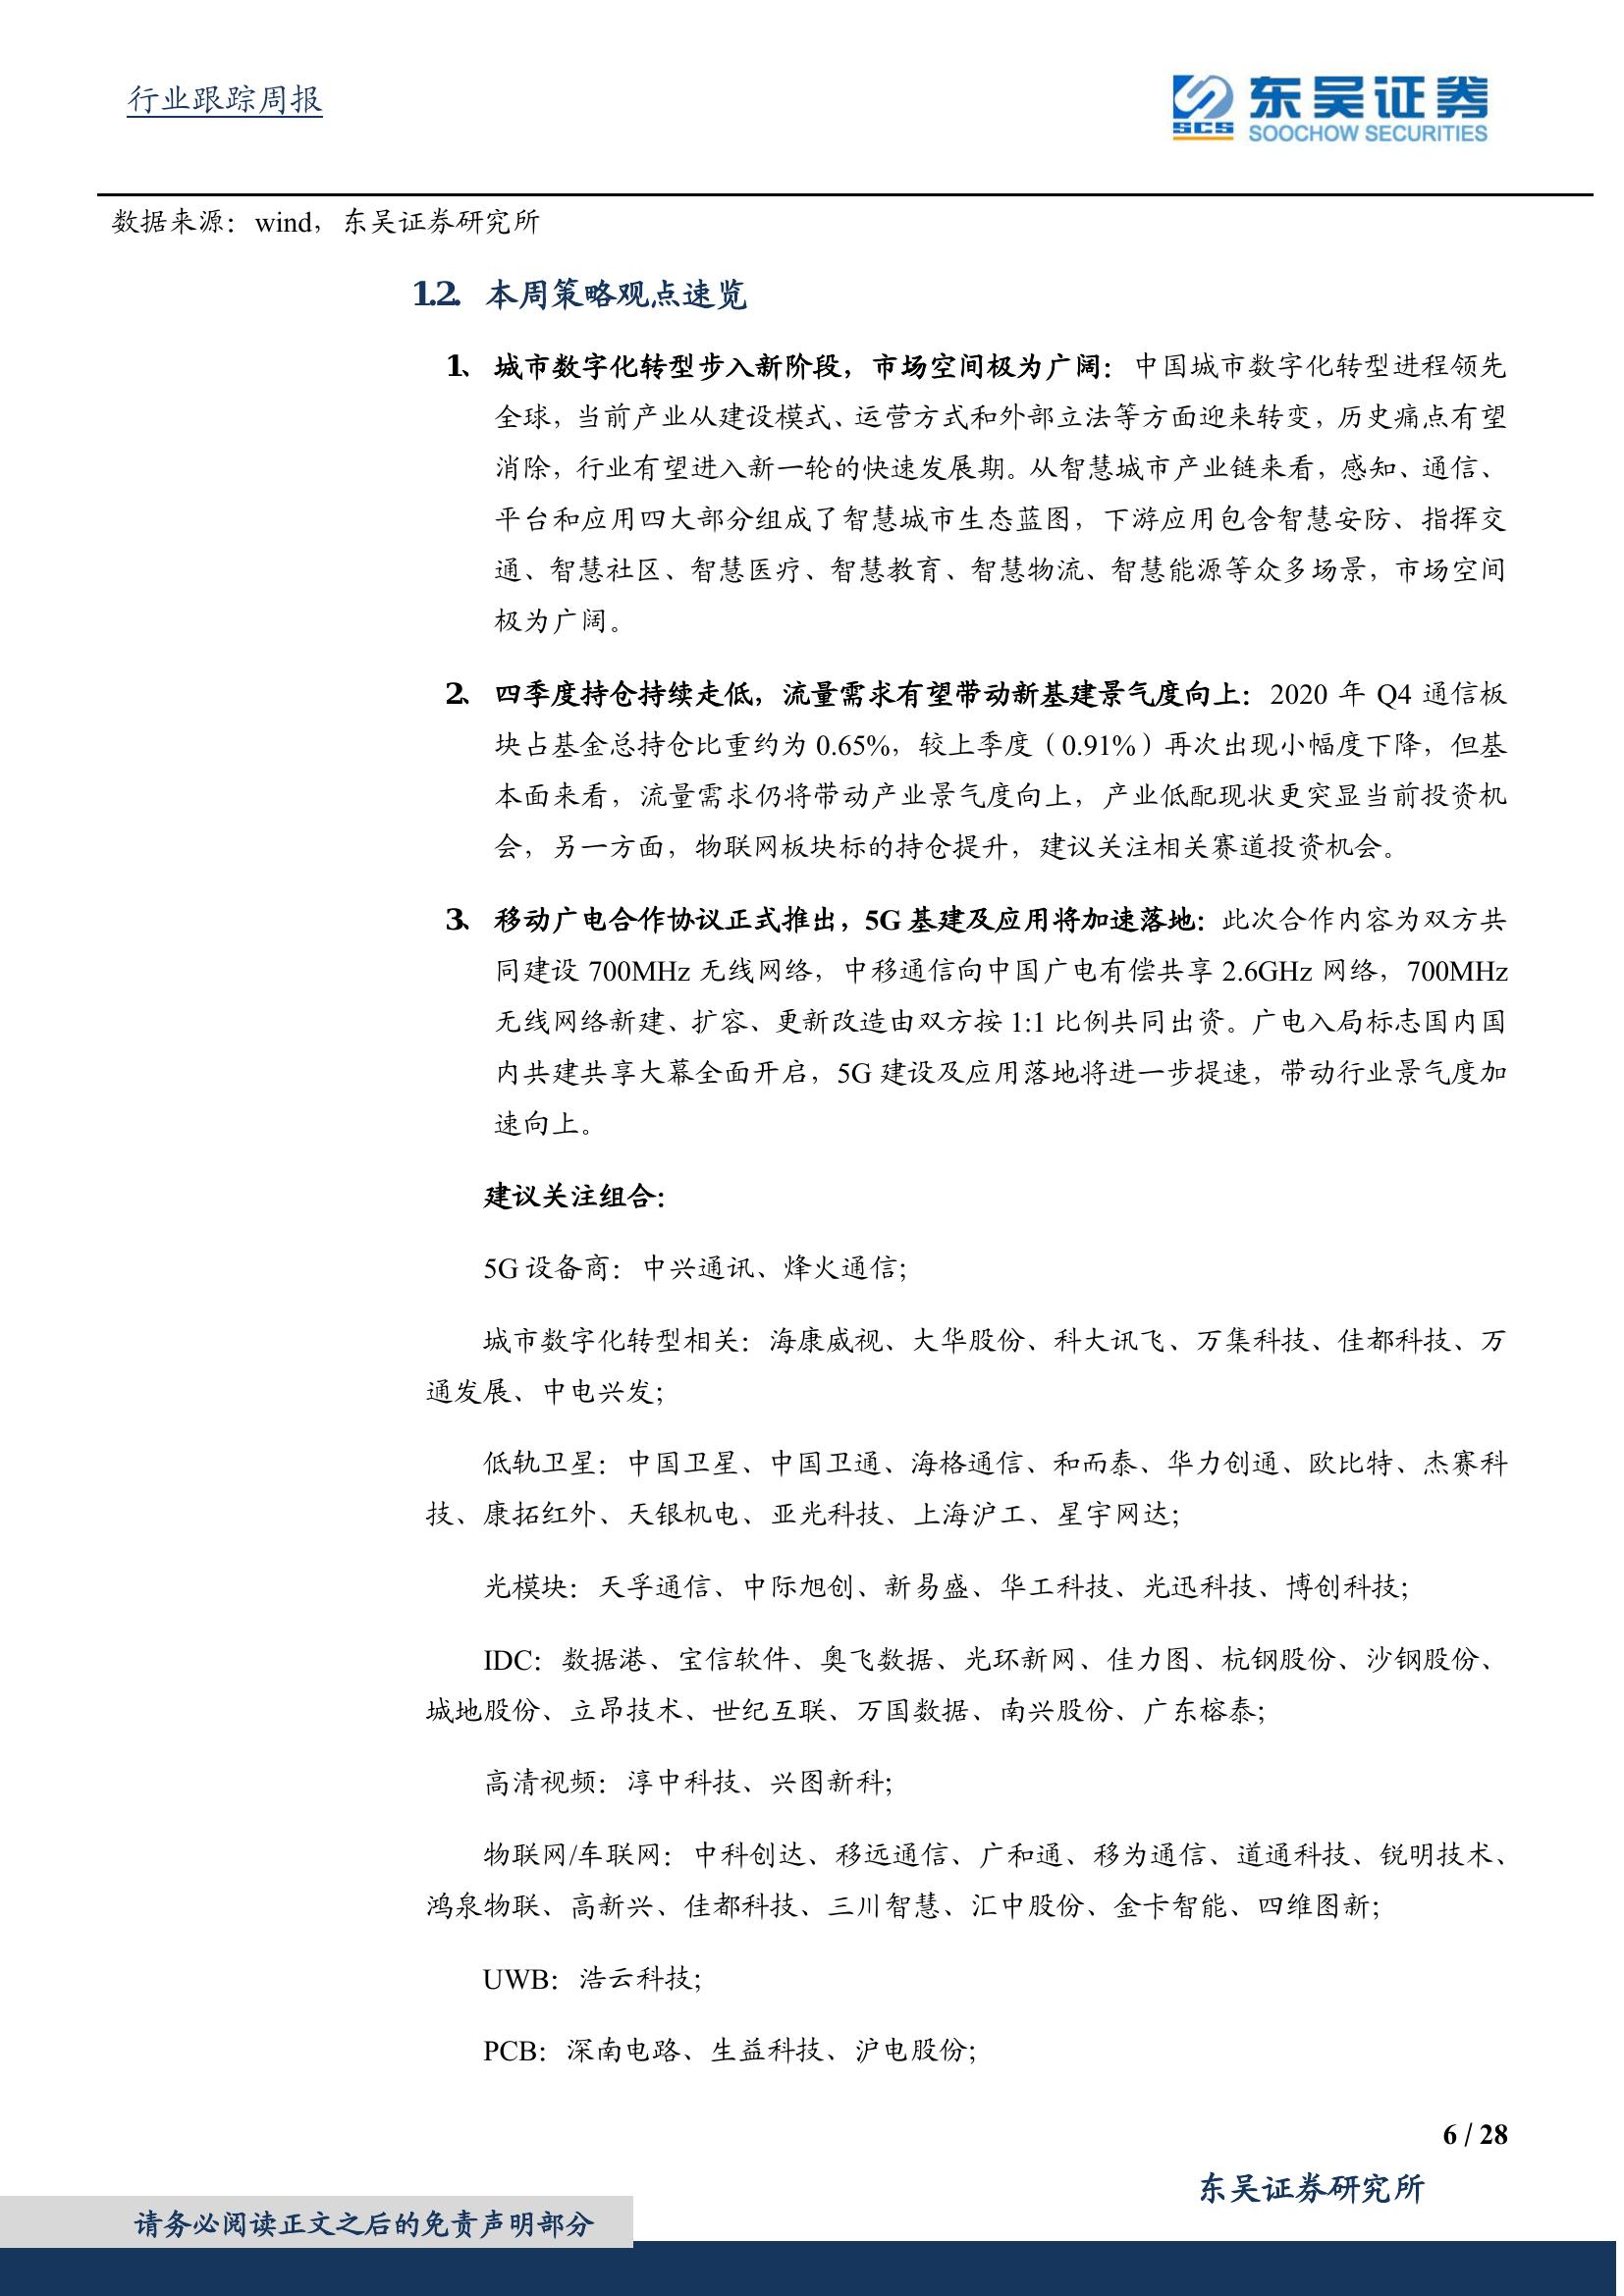 行业跟踪周报
东吴证券
SCS
SOOCHOW SECURITIES
数据来源：wind，东吴证券研究所
1.2. 本周策略观点速览
1、 城市数字化转型步入新阶段，市场空间极为广阔：中国城市数字化转型进程领先
全球，当前产业从建设模式、运营方式和外部立法等方面迎来转变，历史痛点有望
消除，行业有望进入新一轮的快速发展期。从智慧城市产业链来看，感知、通信、
平台和应用四大部分组成了智慧城市生态蓝图，下游应用包含智慧安防、指挥交
通、智慧社区、智慧医疗、智慧教育、智慧物流、智慧能源等众多场景，市场空间
极为广阔。
2、 四季度持仓持续走低，流量需求有望带动新基建景气度向上：2020 年 Q4 通信板
块占基金总持仓比重约为 0.65%，较上季度（0.91%）再次出现小幅度下降，但基
本面来看，流量需求仍将带动产业景气度向上，产业低配现状更突显当前投资机
会，另一方面，物联网板块标的持仓提升，建议关注相关赛道投资机会。
3、 移动广电合作协议正式推出，5G 基建及应用将加速落地：此次合作内容为双方共
同建设 700MHz 无线网络，中移通信向中国广电有偿共享 2.6GHz 网络，700MHz
无线网络新建、扩容、更新改造由双方按 1:1 比例共同出资。广电入局标志国内国
内共建共享大幕全面开启，5G 建设及应用落地将进一步提速，带动行业景气度加
速向上。
建议关注组合：
5G 设备商：中兴通讯、烽火通信；
城市数字化转型相关：海康威视、大华股份、科大讯飞、万集科技、佳都科技、万
通发展、中电兴发；
低轨卫星：中国卫星、中国卫通、海格通信、和而泰、华力创通、欧比特、杰赛科
技、康拓红外、天银机电、亚光科技、上海沪工、星宇网达；
光模块：天孚通信、中际旭创、新易盛、华工科技、光迅科技、博创科技；
IDC：数据港、宝信软件、奥飞数据、光环新网、佳力图、杭钢股份、沙钢股份、
城地股份、立昂技术、世纪互联、万国数据、南兴股份、广东榕泰；
高清视频：淳中科技、兴图新科；
物联网/车联网：中科创达、移远通信、广和通、移为通信、道通科技、锐明技术、
鸿泉物联、高新兴、佳都科技、三川智慧、汇中股份、金卡智能、四维图新；
UWB：浩云科技；
PCB：深南电路、生益科技、沪电股份；
6 / 28
东吴证券研究所
请务必阅读正文之后的免责声明部分